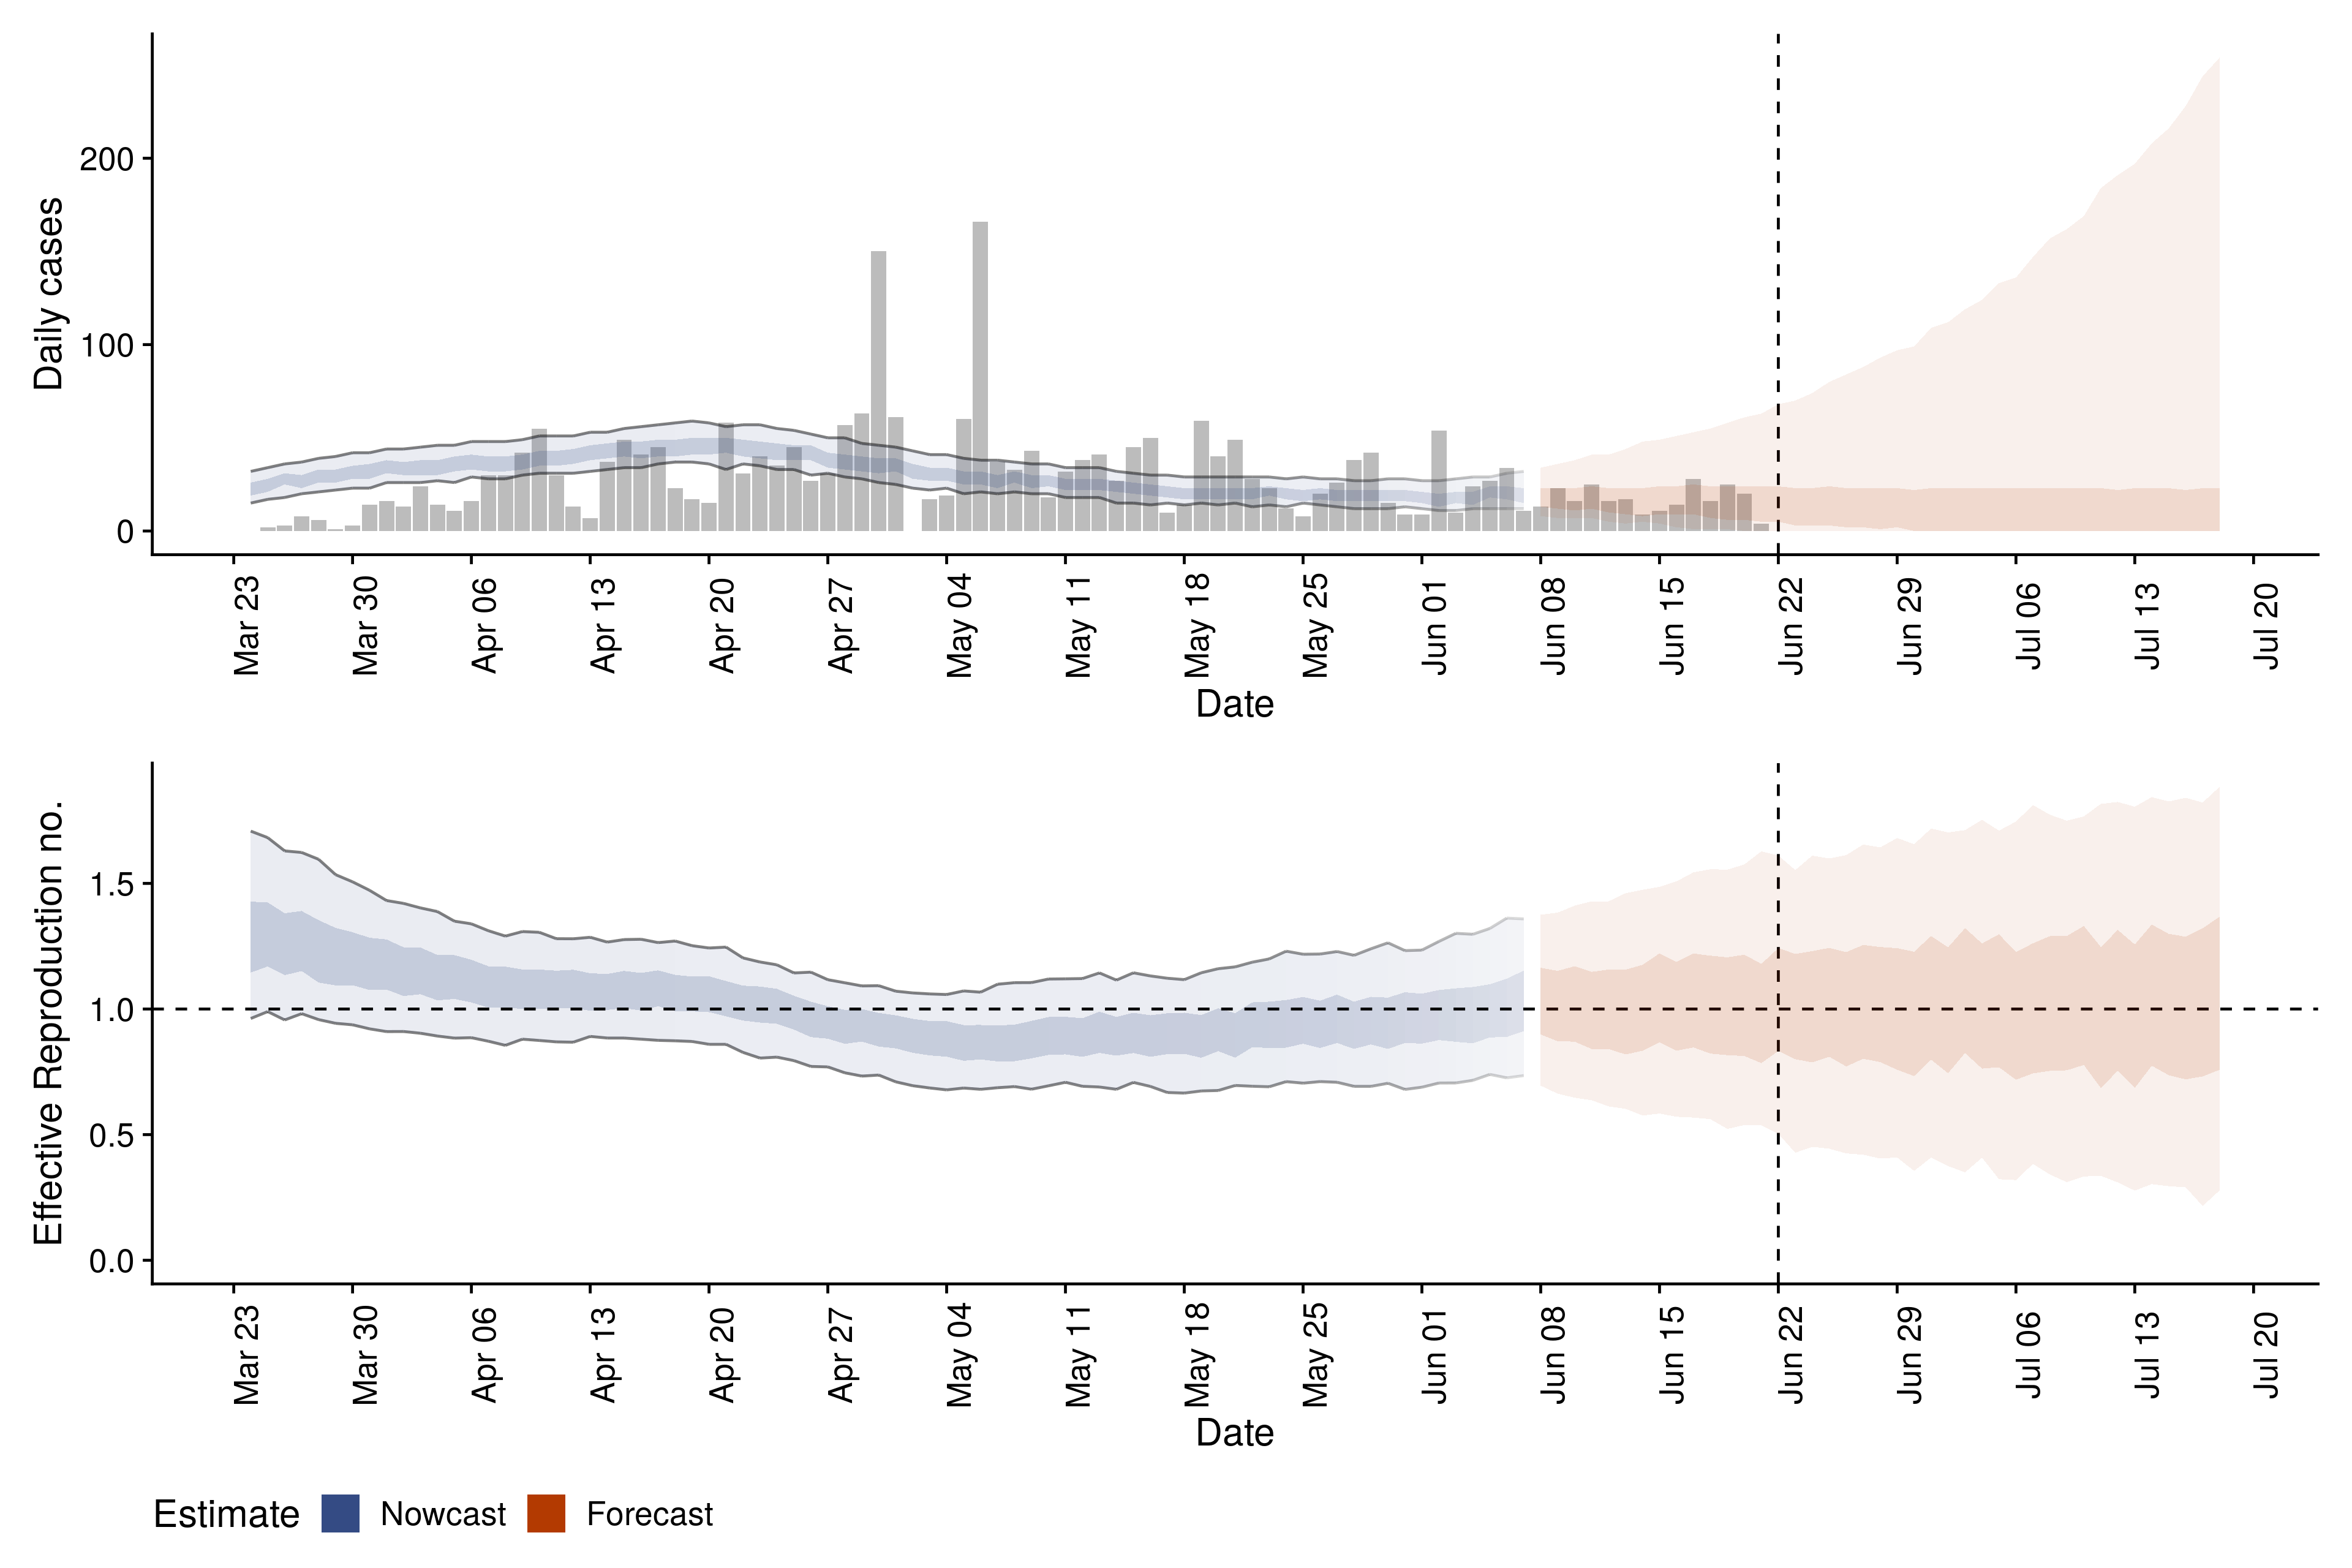 Daily cases
200
100
0
Mar 23 Mar 30 Apr 06 Apr 13 Apr 20 Apr 27 May 04 May 11 May 18 May 25 Jun 01 Jun 08 Jun 15 Jun 22 Jun 29 Jul 06 Jul 13 Jul 20
Date
Effective Reproduction no.
1.5
1.0
0.5
0.0
Mar 23 Mar 30 Apr 06 Apr 13 Apr 20 Apr 27 May 04 May 11 May 18 May 25 Jun 01 Jun 08 Jun 15 Jun 22 Jun 29 Jul 06 Jul 13 Jul 20
Date
Estimate Nowcast Forecast